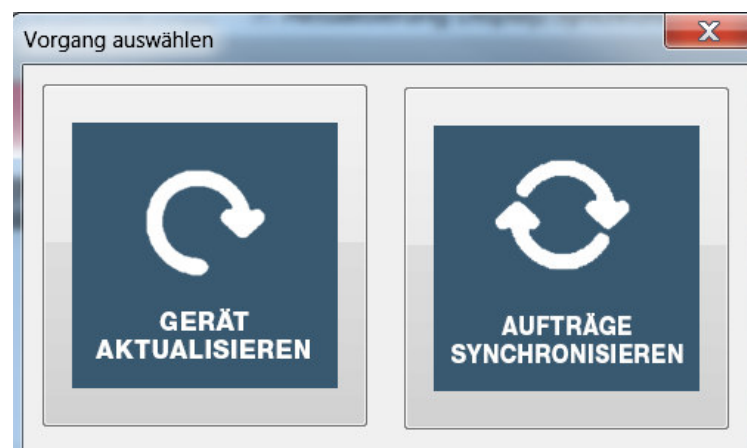 Vorgang auswählen
GERÄT
AKTUALISIEREN
AUFTRÄGE
SYNCHRONISIEREN